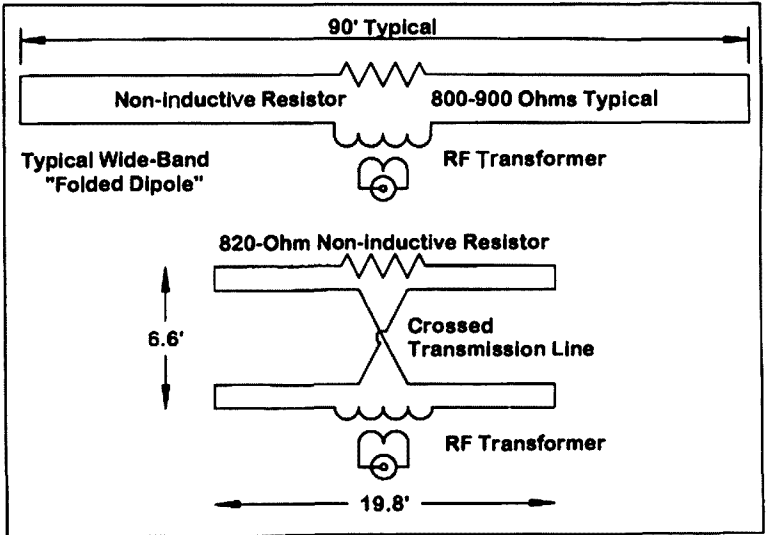 90' Typical
Non-inductive Resistor
800-900 Ohms Typical
Typical Wide-Band
"Folded Dipole"
RF Transformer
820-Ohm Non-inductive Resistor
6.6'
Crossed
Transmission Line
RF Transformer
19.8'